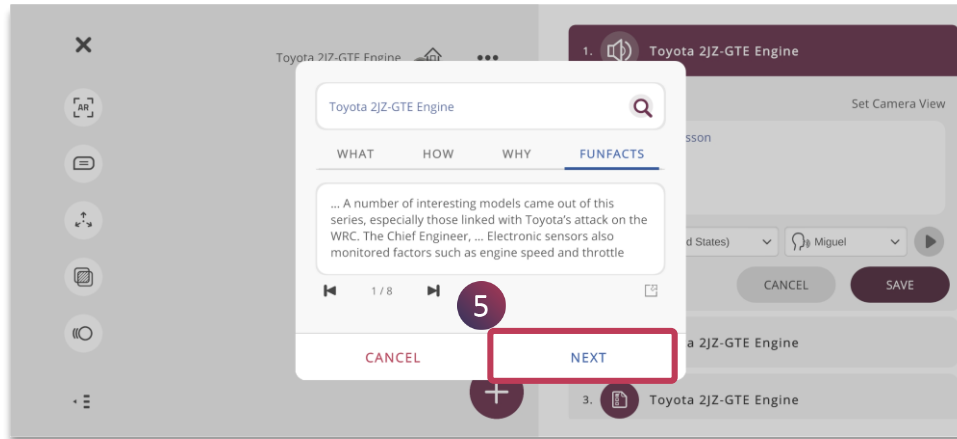 Toyota 2JZ-GTE Engine
AR
1. Toyota 2JZ-GTE Engine
Set Camera View
sson
d States)
Miguel
CANCEL
SAVE
a 2JZ-GTE Engine
3. Toyota 2JZ-GTE Engine
Toyota 2JZ-GTE Engine
WHAT
HOW
WHY
FUNFACTS
... A number of interesting models came out of this
series, especially those linked with Toyota's attack on the
WRC. The Chief Engineer, ... Electronic sensors also
monitored factors such as engine speed and throttle
1 / 8
5
CANCEL
NEXT